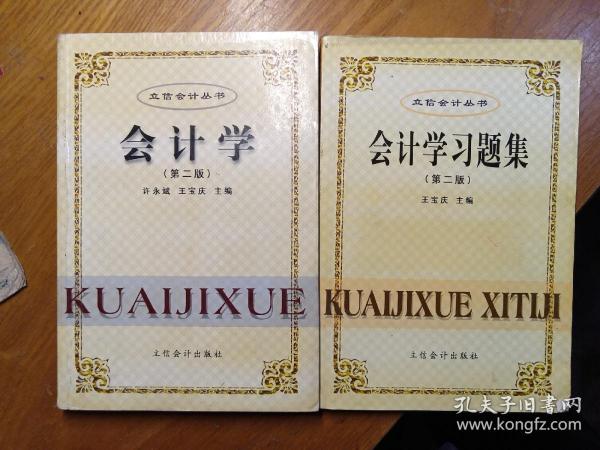 立信会计丛书
会计学
(第二版)
许永斌 王宝庆 主编
KUAIJIXUE
立信会计出版社
立信会计丛书
会计学习题集
(第二版)
王宝庆 主编
KUAIJIXUE XITIJI
立信会计出版社
孔夫子旧书网
www.kongfz.com